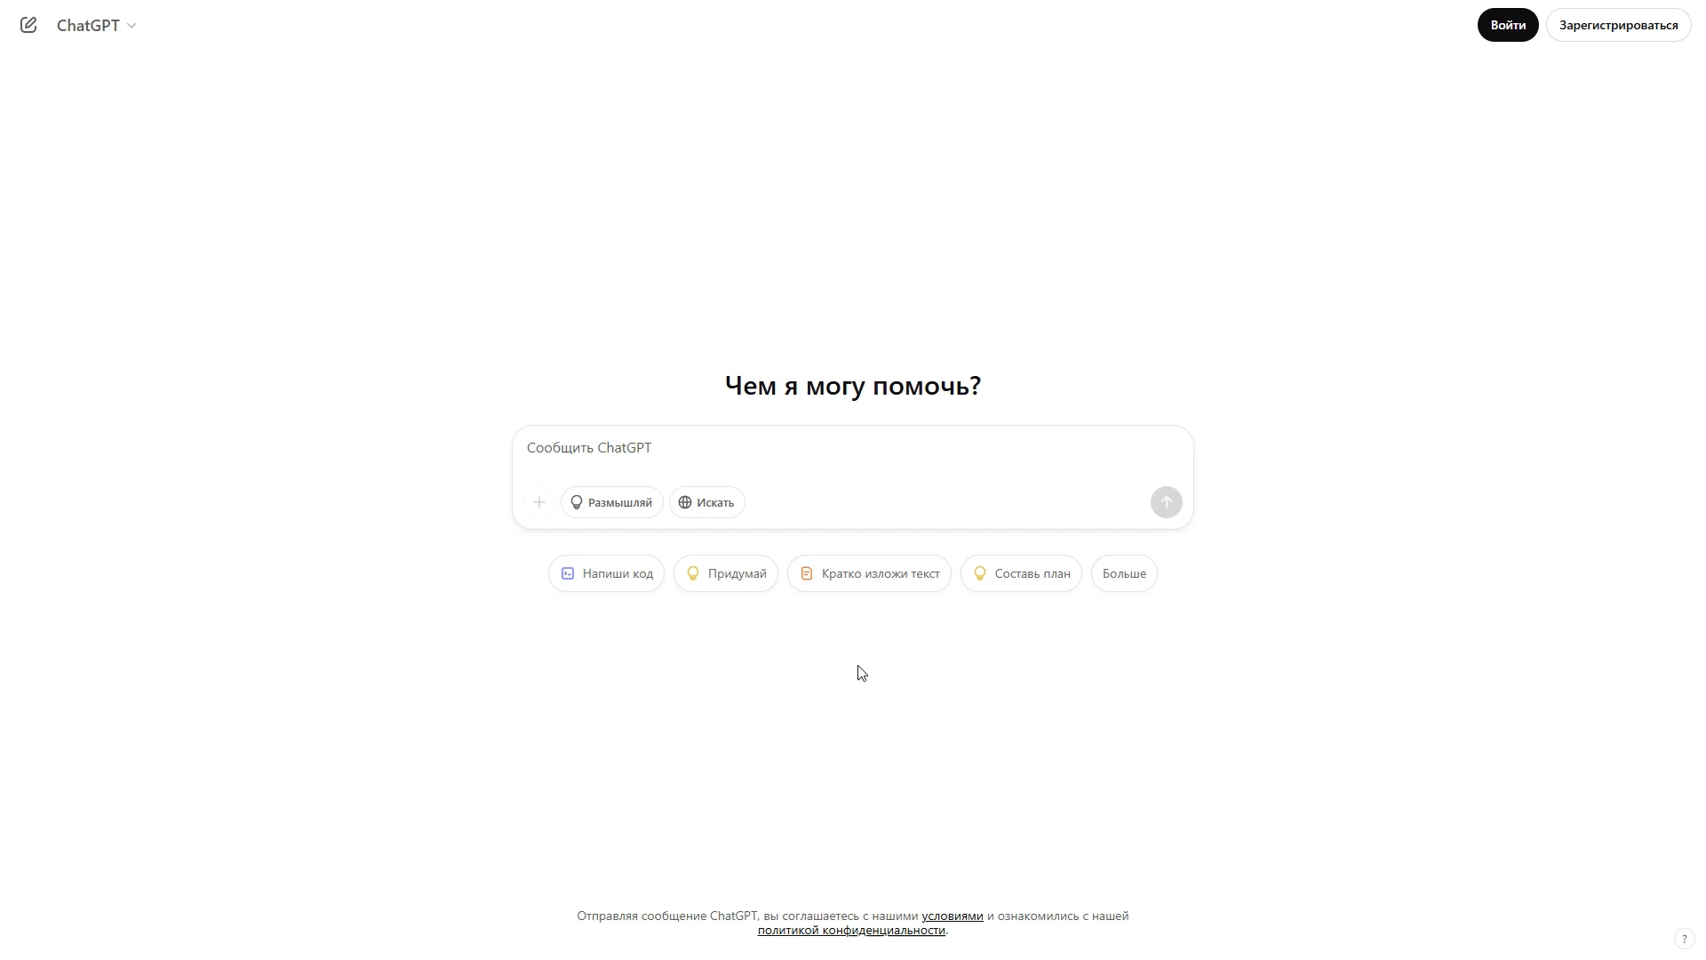 ChatGPT
Войти
Зарегистрироваться
Чем я могу помочь?
Сообщить ChatGPT
Размышляй
Искать
Напиши код
Придумай
Кратко изложи текст
Составь план
Больше
Отправляя сообщение ChatGPT, вы соглашаетесь с нашими условиями и ознакомились с нашей
политикой конфиденциальности.
?